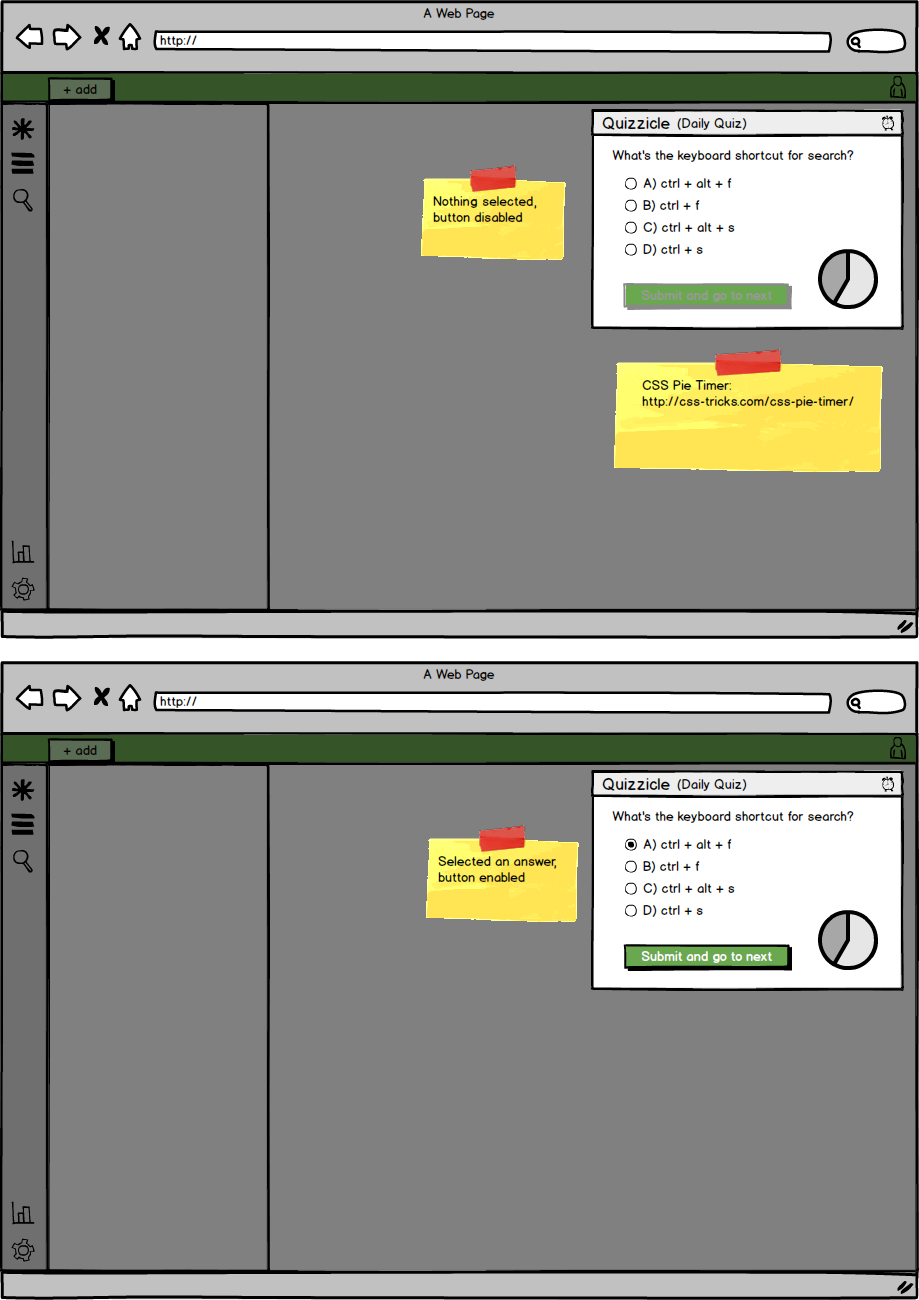 A Web Page
http://
+ add
Quizzicle (Daily Quiz)
What's the keyboard shortcut for search?
A) ctrl + alt + f
B) ctrl + f
C) ctrl + alt + s
D) ctrl + s
Submit and go to next
Nothing selected,
button disabled
CSS Pie Timer:
http://css-tricks.com/css-pie-timer/
A Web Page
http://
+ add
Quizzicle (Daily Quiz)
What's the keyboard shortcut for search?
A) ctrl + alt + f
B) ctrl + f
C) ctrl + alt + s
D) ctrl + s
Submit and go to next
Selected an answer,
button enabled